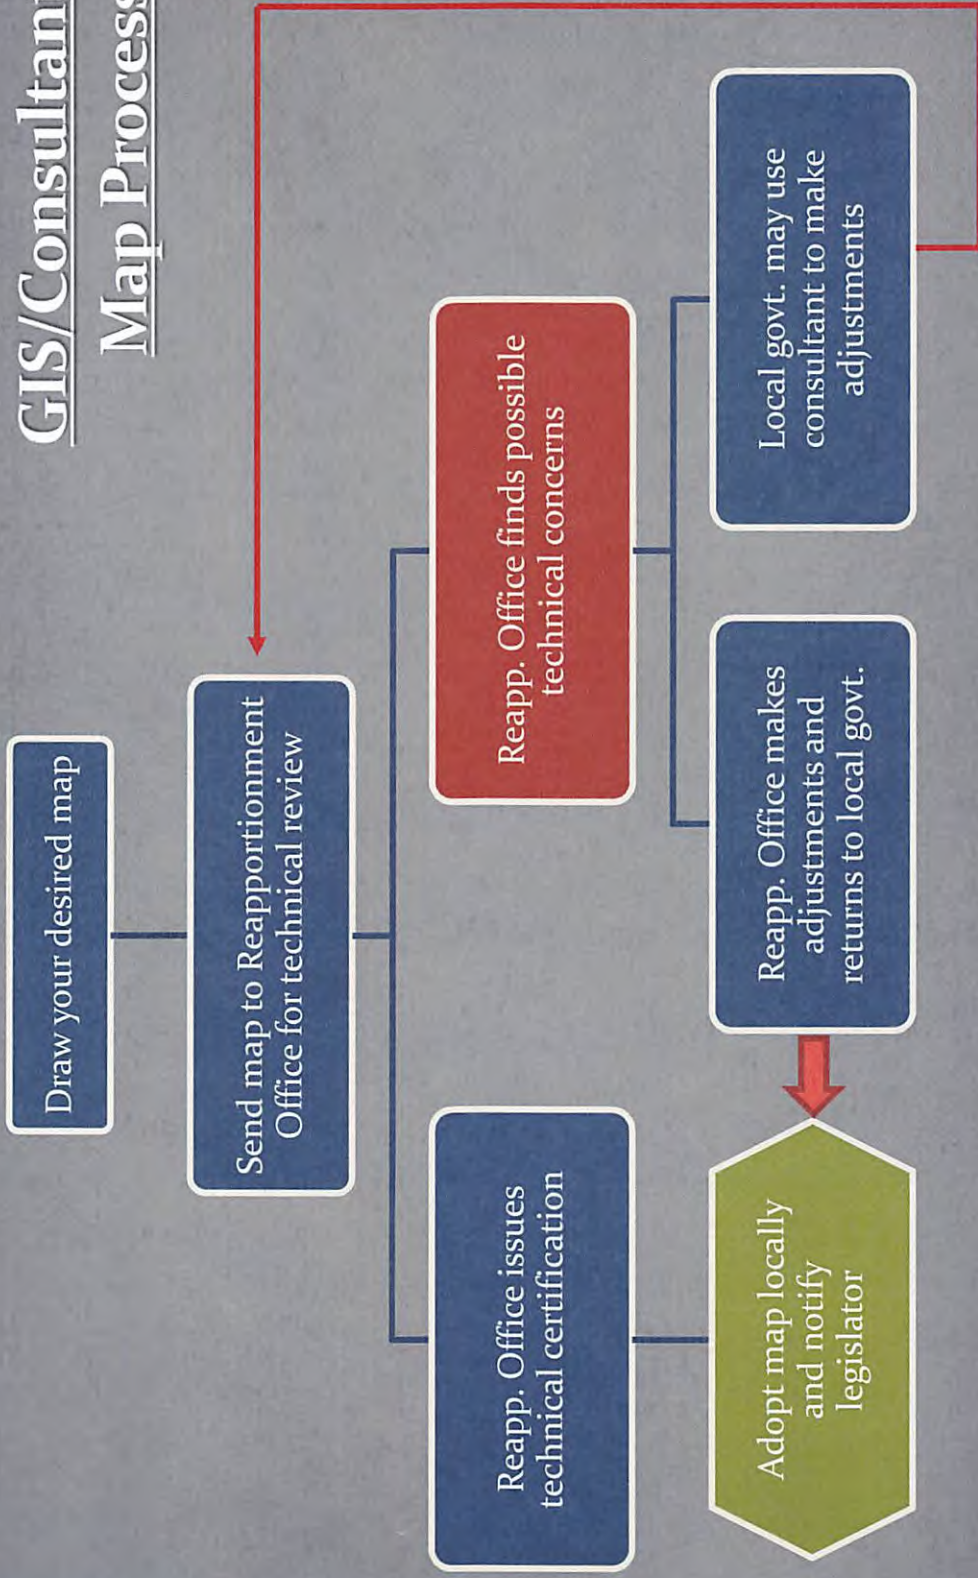 GIS/Consultant
Map Process
Draw your desired map
Send map to Reapportionment
Office for technical review
Reapp. Office issues
technical certification
Reapp. Office finds possible
technical concerns
Adopt map locally
and notify
legislator
Reapp. Office makes
adjustments and
returns to local govt.
Local govt. may use
consultant to make
adjustments